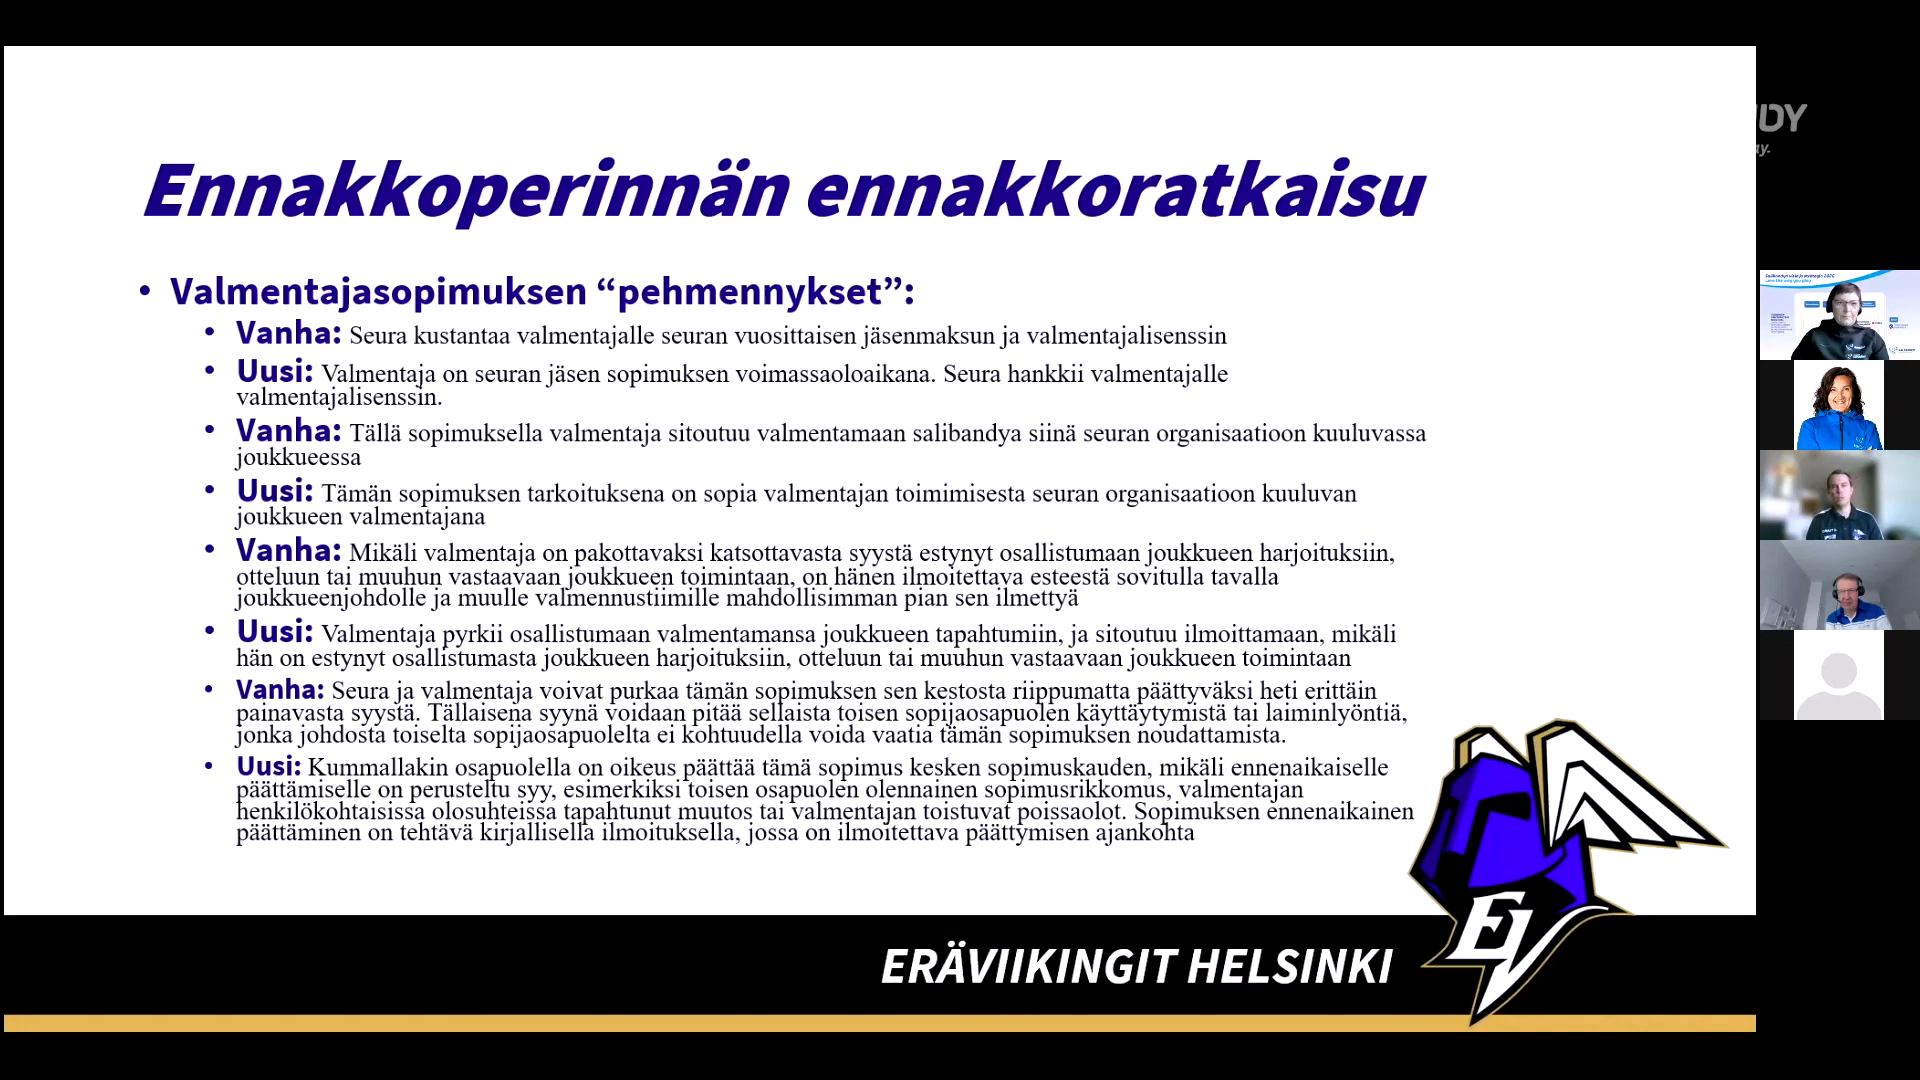 Ennakkoperinnän ennakkoratkaisu
• Valmentajasopimuksen “pehmennykset”:
• Vanha: Seura kustantaa valmentajalle seuran vuosittaisen jäsenmaksun ja valmentajalisenssin
• Uusi: Valmentaja on seuran jäsen sopimuksen voimassaoloaikana. Seura hankkii valmentajalle
valmentajalisenssin.
• Vanha: Tällä sopimuksella valmentaja sitoutuu valmentamaan salibandya siinä seuran organisaatioon kuuluvassa
joukkueessa
• Uusi: Tämän sopimuksen tarkoituksena on sopia valmentajan toimimisesta seuran organisaatioon kuuluvan
joukkueen valmentajana
• Vanha: Mikäli valmentaja on pakottavaksi katsottavasta syystä estynyt osallistumaan joukkueen harjoituksiin,
otteluun tai muuhun vastaavaan joukkueen toimintaan, on hänen ilmoitettava esteestä sovitulla tavalla
joukkueenjohdolle ja muulle valmennustiimille mahdollisimman pian sen ilmettyä
• Uusi: Valmentaja pyrkii osallistumaan valmentamansa joukkueen tapahtumiin, ja sitoutuu ilmoittamaan, mikäli
hän on estynyt osallistumasta joukkueen harjoituksiin, otteluun tai muuhun vastaavaan joukkueen toimintaan
• Vanha: Seura ja valmentaja voivat purkaa tämän sopimuksen sen kestosta riippumatta päättyväksi heti erittäin
painavasta syystä. Tällaisena syynä voidaan pitää sellaista toisen sopijaosapuolen käyttäytymistä tai laiminlyöntiä,
jonka johdosta toiselta sopijaosapuolelta ei kohtuudella voida vaatia tämän sopimuksen noudattamista.
• Uusi: Kummallakin osapuolella on oikeus päättää tämä sopimus kesken sopimuskauden, mikäli ennenaikaiselle
päättämiselle on perusteltu syy, esimerkiksi toisen osapuolen olennainen sopimusrikkomus, valmentajan
henkilökohtaisissa olosuhteissa tapahtunut muutos tai valmentajan toistuvat poissaolot. Sopimuksen ennenaikainen
päättäminen on tehtävä kirjallisella ilmoituksella, jossa on ilmoitettava päättymisen ajankohta
EV
ERÄVIIKINGIT HELSINKI